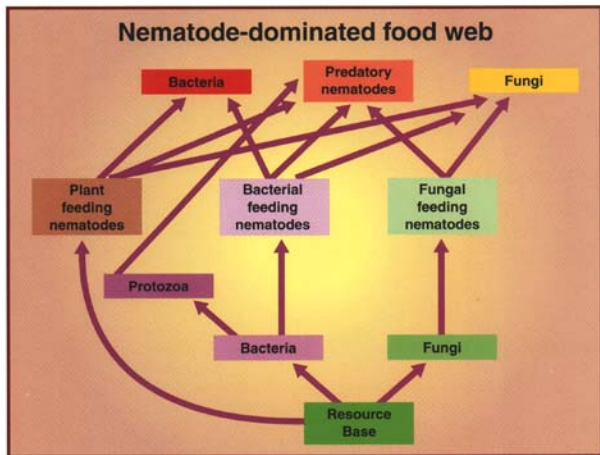 Nematode-dominated food web
Bacteria
Predatory
nematodes
Fungi
Plant
feeding
nematodes
Bacterial
feeding
nematodes
Fungal
feeding
nematodes
Protozoa
Bacteria
Fungi
Resource
Base